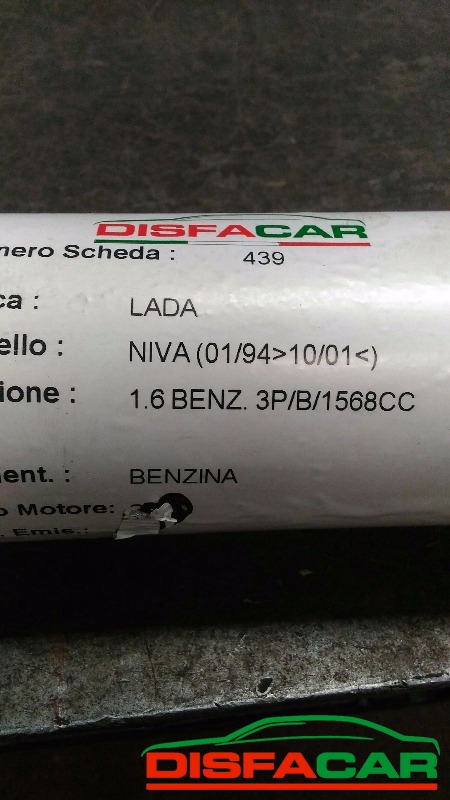 DISFACAR
nero Scheda : 439
ca : LADA
ello : NIVA (01/94>10/01<)
ione : 1.6 BENZ. 3P/B/1568CC
ent. : BENZINA
o Motore:
. Emis.:
DISFACAR